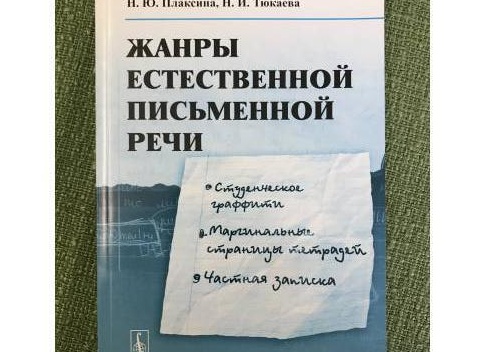 Н. Ю. Плаксина, Н. И. Тюкаева
ЖАНРЫ
ЕСТЕСТВЕННОЙ
ПИСЬМЕННОЙ
РЕЧИ
Студенческое
граффити
Маргинальные
страницы тетрадей
Частная записка